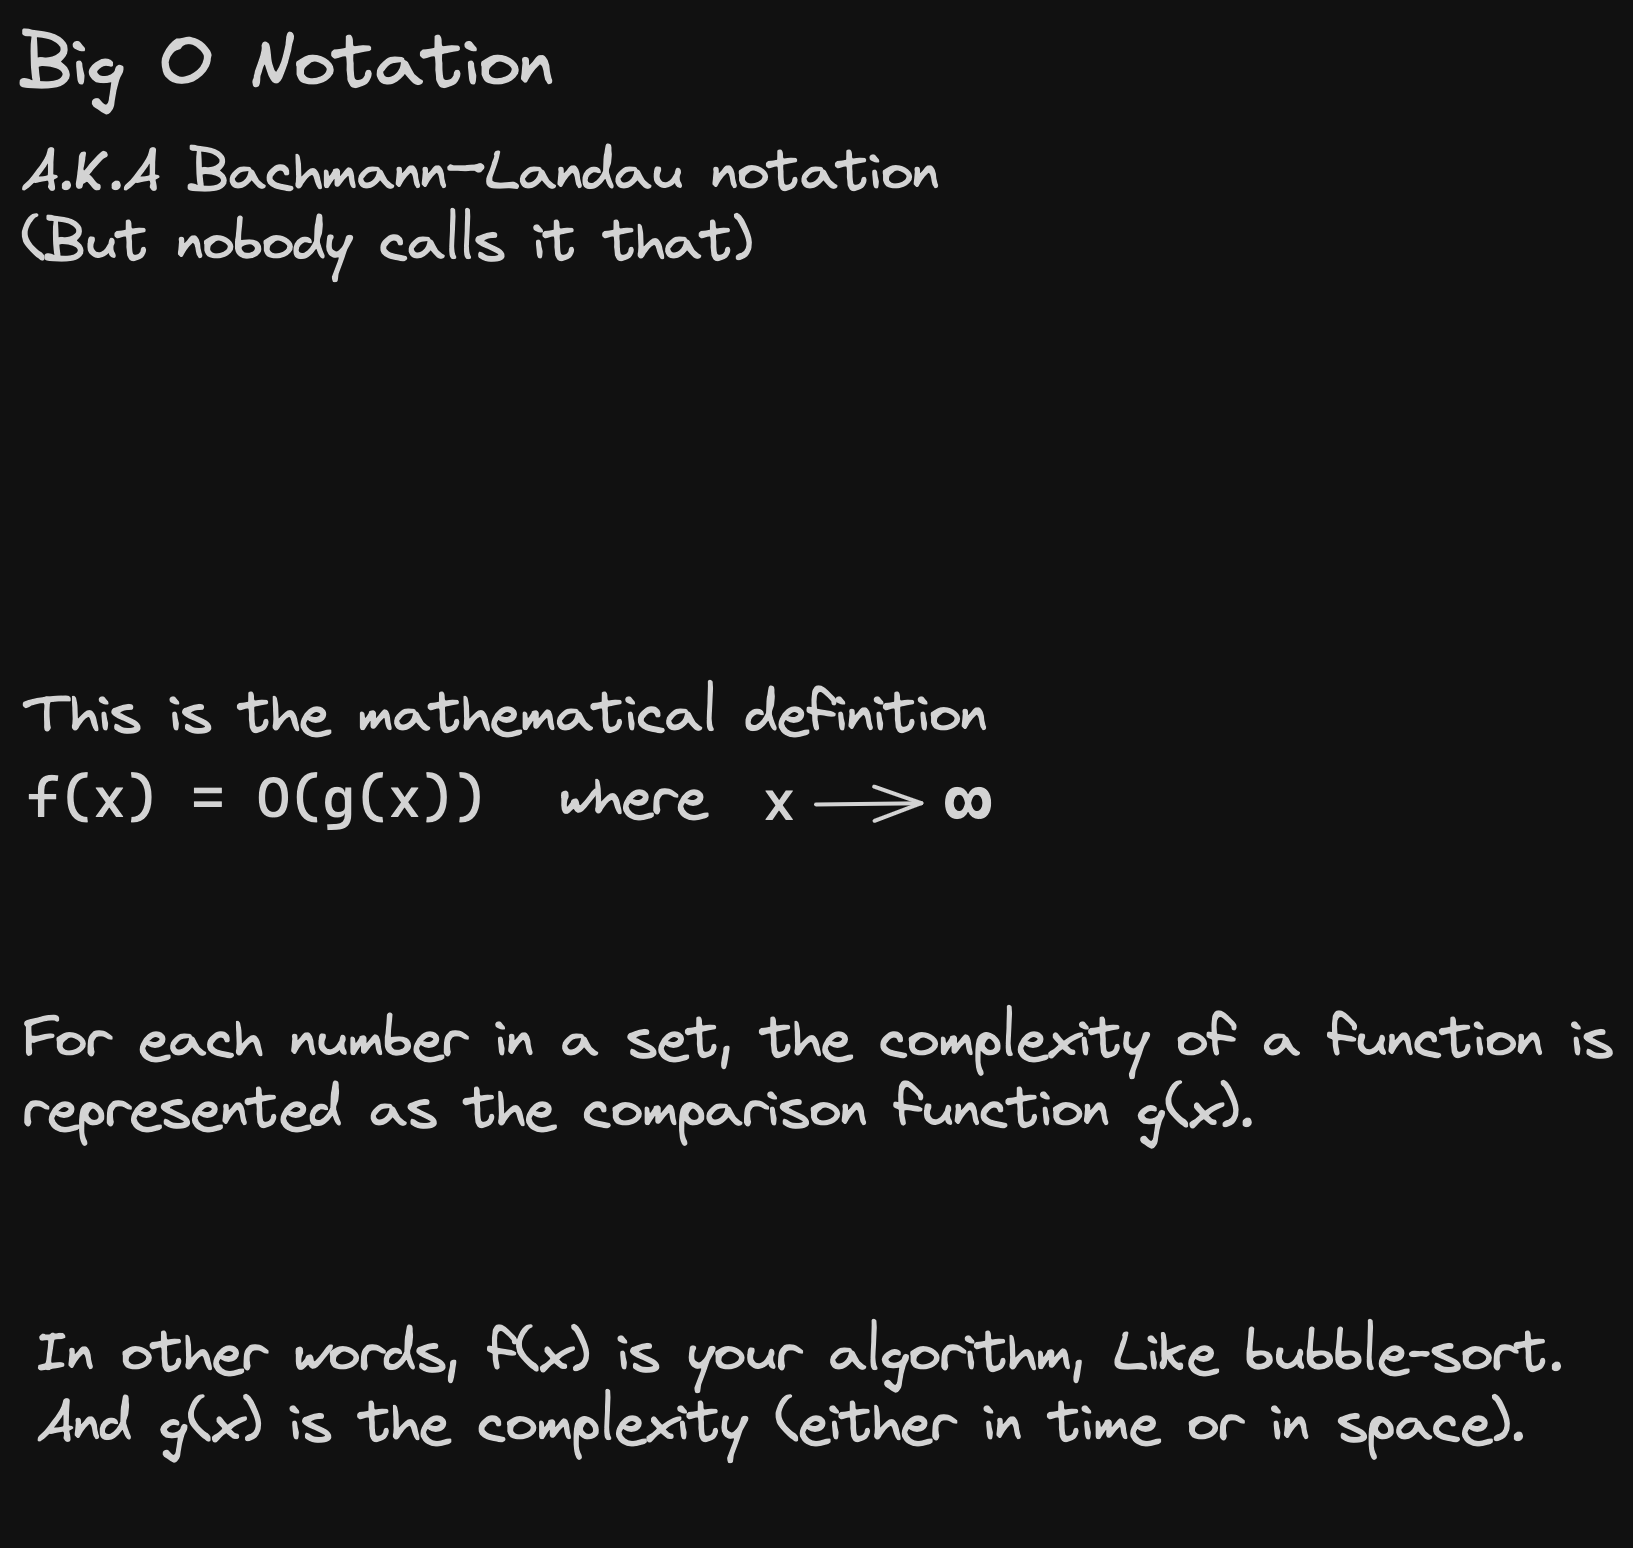 Big O Notation
A.K.A Bachmann–Landau notation
(But nobody calls it that)
This is the mathematical definition
f(x) = O(g(x)) where x → ∞
For each number in a set, the complexity of a function is
represented as the comparison function g(x).
In other words, f(x) is your algorithm, Like bubble-sort.
And g(x) is the complexity (either in time or in space).